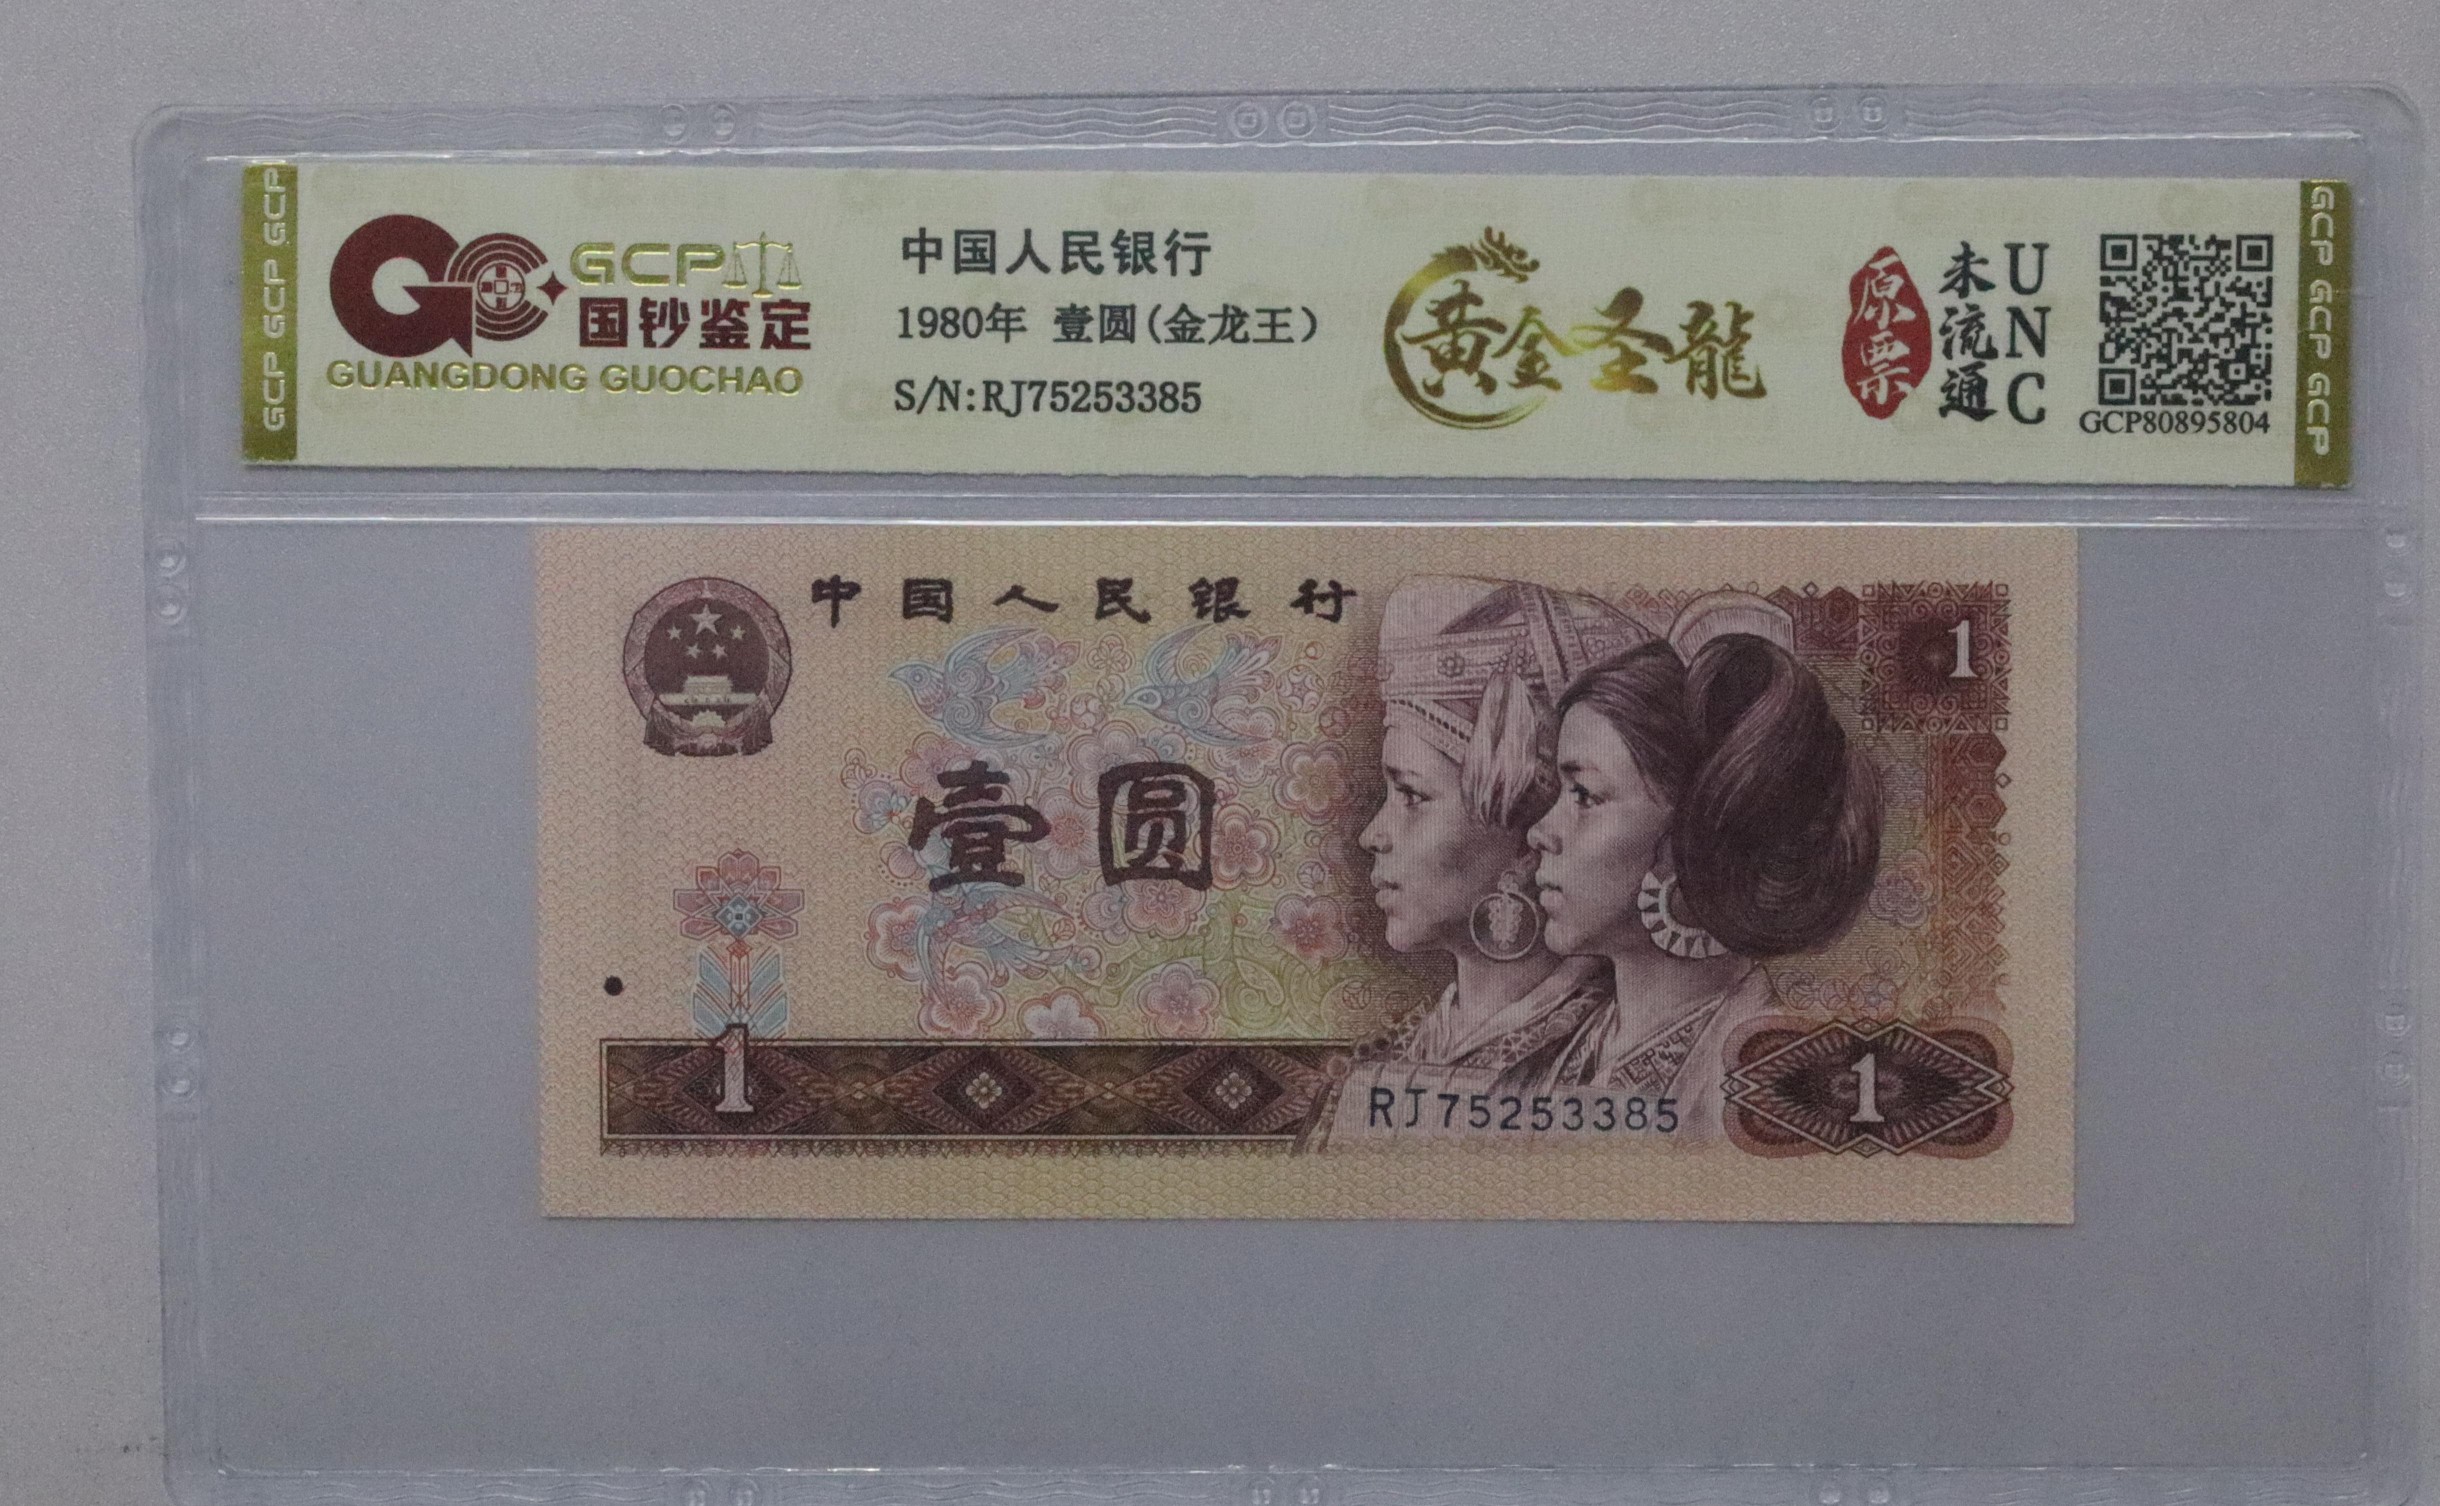 GCP GCP GCP
GCP
国钞鉴定
GUANGDONG GUOCHAO
中国人民银行
1980年 壹圆(金龙王)
S/N:RJ75253385
黄金圣龍
原票
未流通
UNC
GCP80895804
GCP GCP GCP
中国人民银行
1
壹圆
1
RJ75253385
1